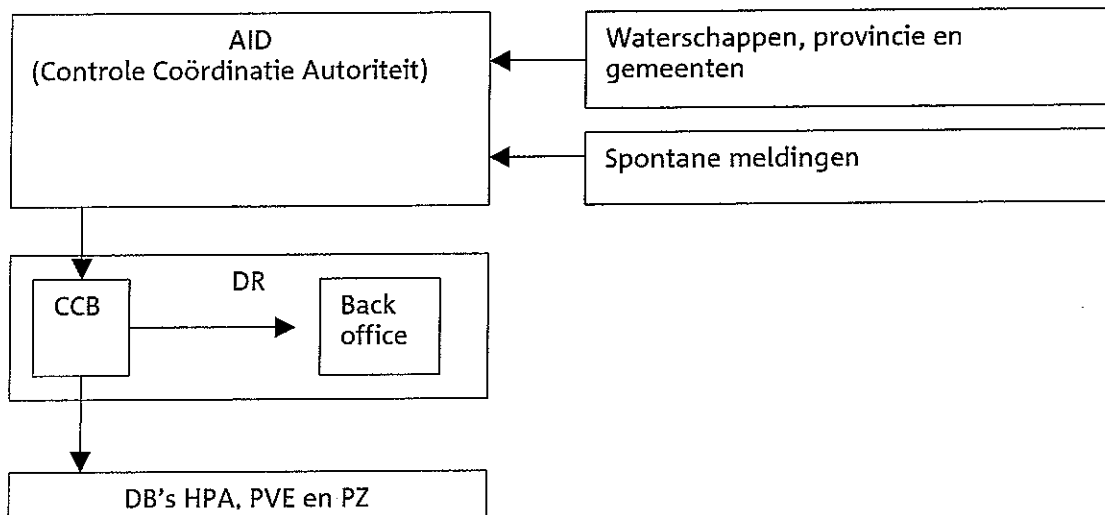 AID
(Controle Coördinatie Autoriteit)
Waterschappen, provincie en
gemeenten
Spontane meldingen
DR
CCB
Back
office
DB's HPA, PVE en PZ